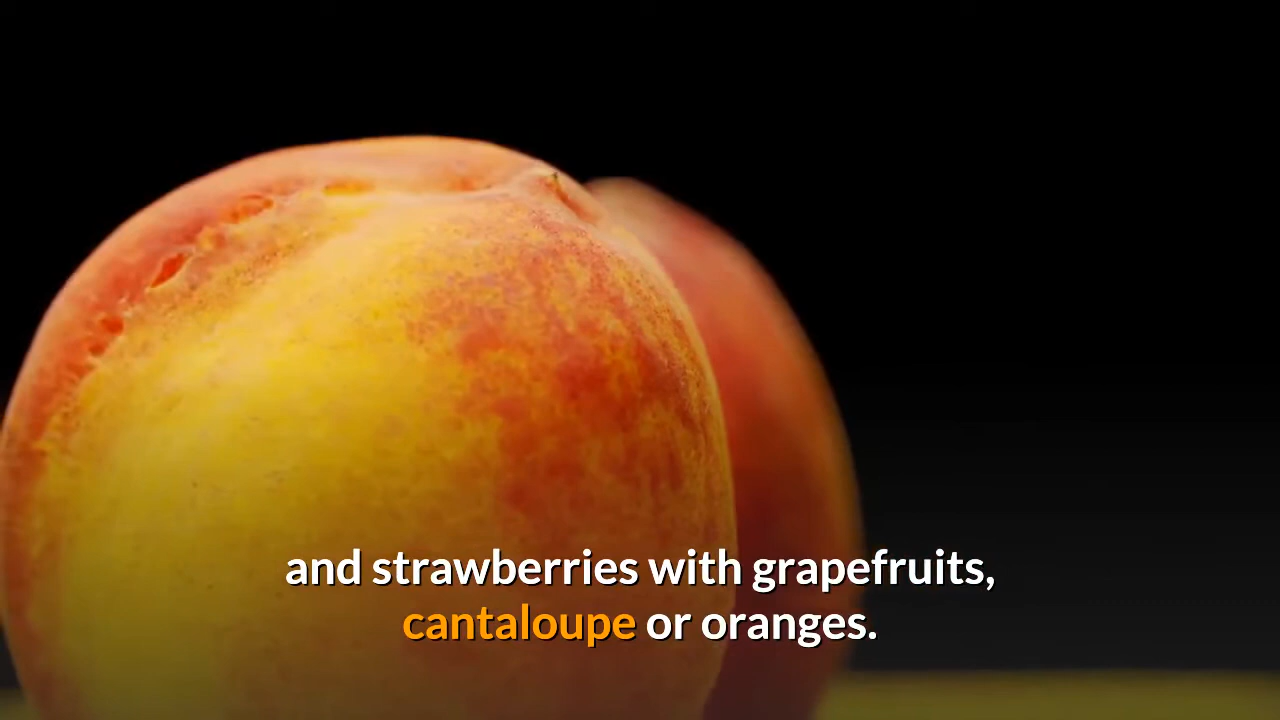 and strawberries with grapefruits,
cantaloupe or oranges.